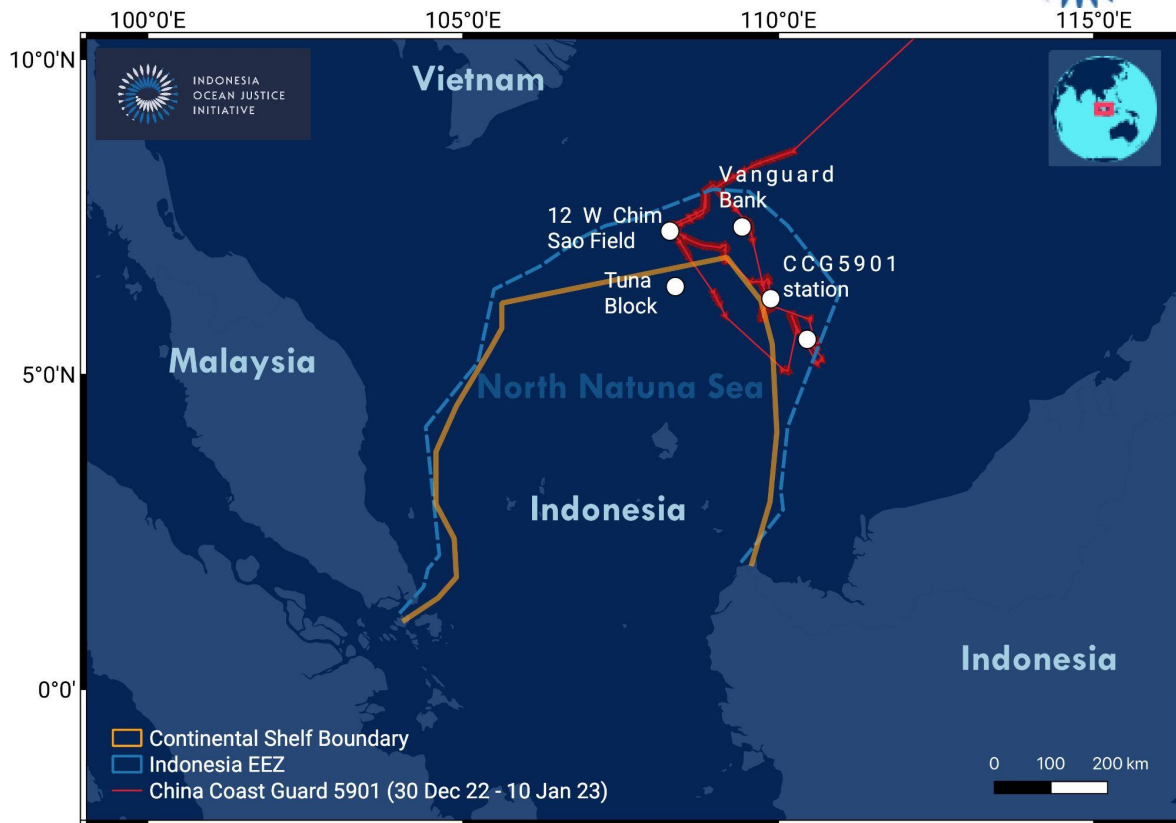 100°0'E 105°0'E 110°0'E 115°0'E
10°0'N
INDONESIA
OCEAN JUSTICE
INITIATIVE
Vietnam
Vanguard
Bank
12 W Chim
Sao Field
CCG5901
station
Tuna
Block
Malaysia
5°0'N
North Natuna Sea
Indonesia
Indonesia
0°0'
Continental Shelf Boundary
Indonesia EEZ
China Coast Guard 5901 (30 Dec 22 - 10 Jan 23)
0 100 200 km